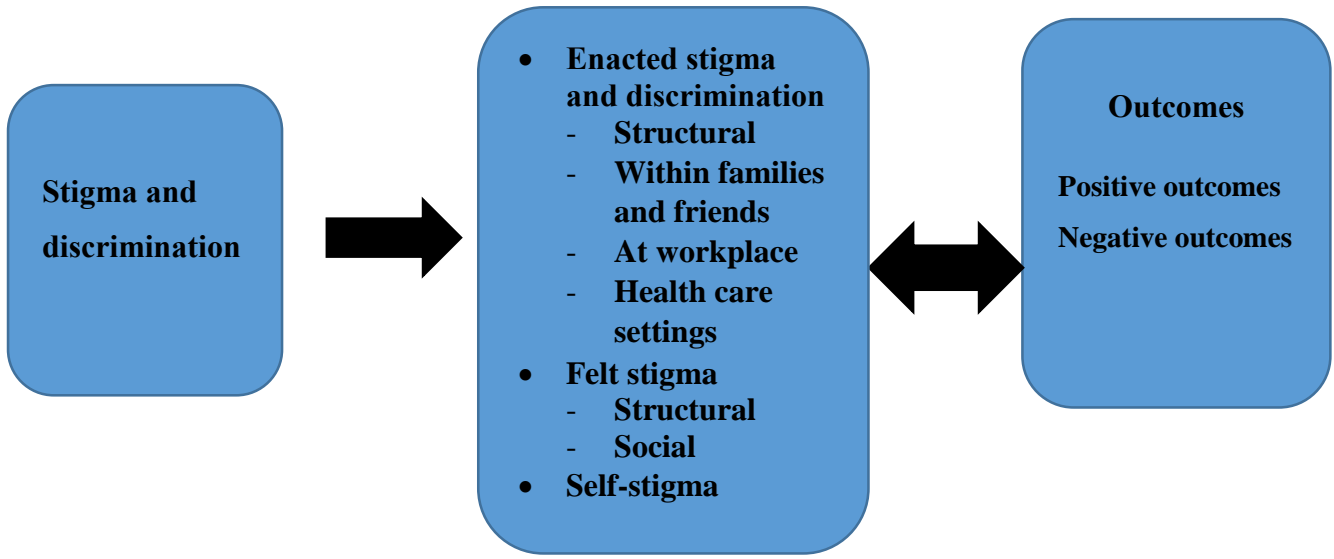 Stigma and
discrimination
• Enacted stigma
and discrimination
- Structural
- Within families
and friends
- At workplace
- Health care
settings
• Felt stigma
- Structural
- Social
• Self-stigma
Outcomes
Positive outcomes
Negative outcomes